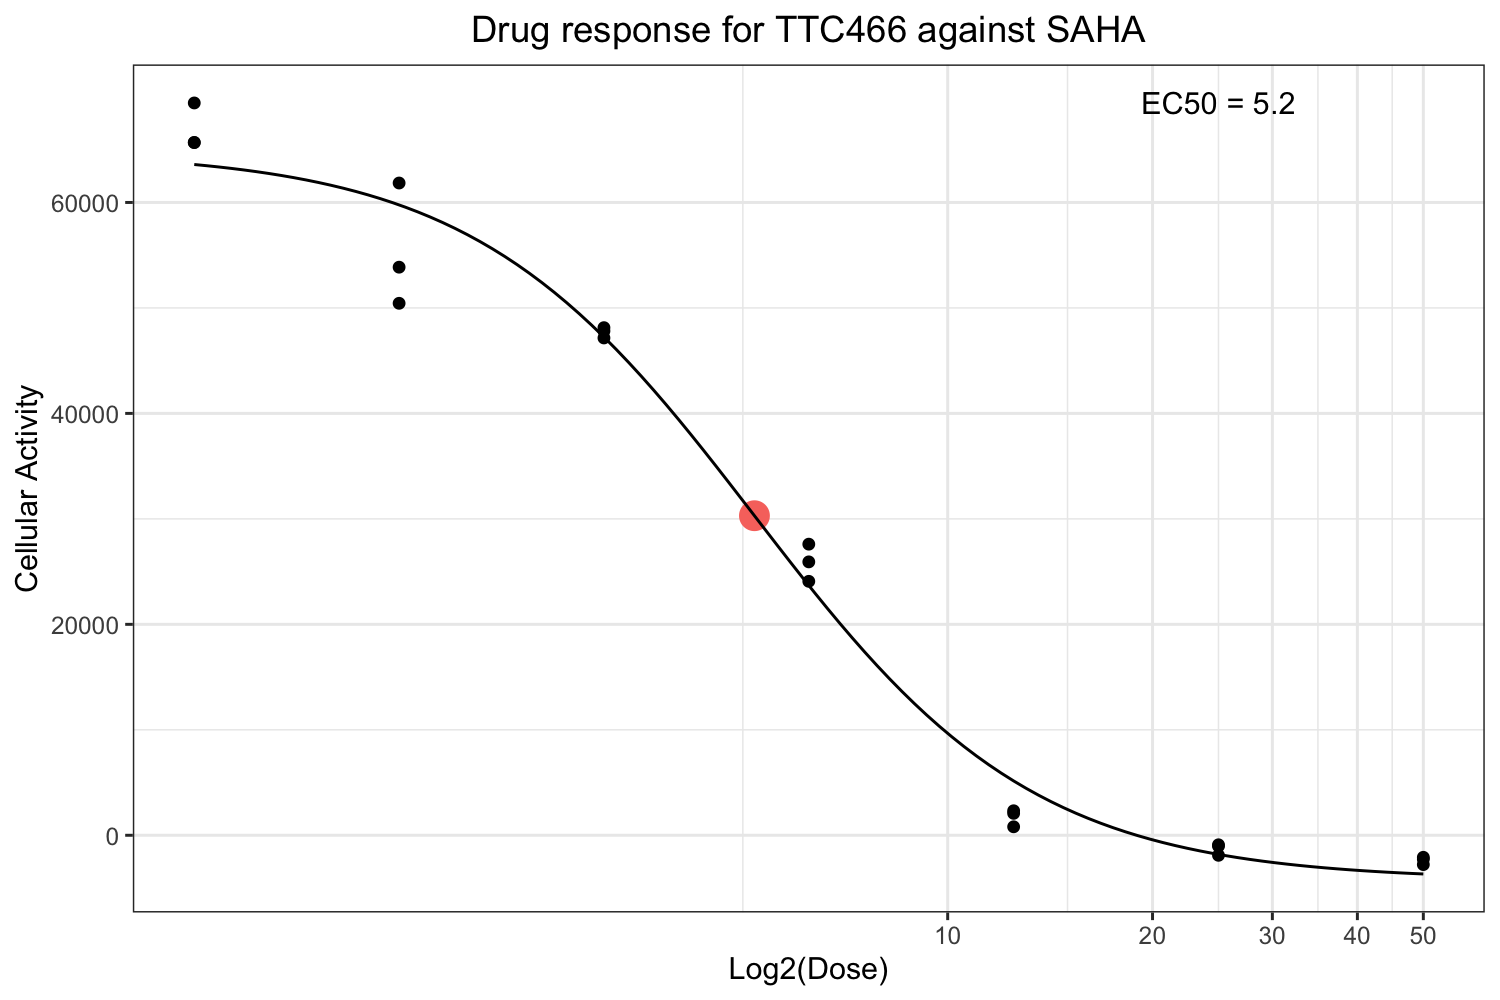 Drug response for TTC466 against SAHA
EC50 = 5.2
60000
40000
20000
0
Cellular Activity
10 20 30 40 50
Log2(Dose)